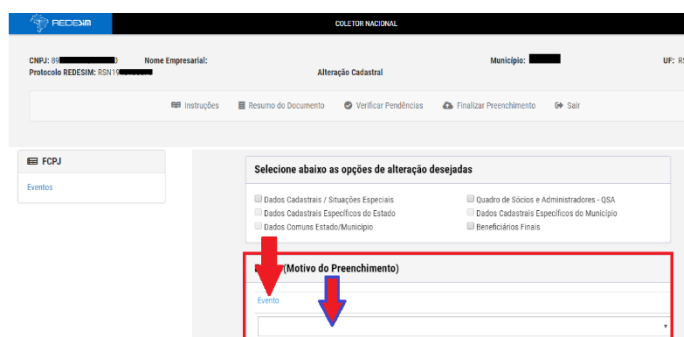 REDESIM
COLETOR NACIONAL
CNPJ: 89 0 Nome Empresarial: Município: UF: RS
Protocolo REDESIM: RSN19 Alteração Cadastral
Instruções Resumo do Documento Verificar Pendências Finalizar Preenchimento Sair
FCPJ
Eventos
Selecione abaixo as opções de alteração desejadas
Dados Cadastrais / Situações Especiais Quadro de Sócios e Administradores - QSA
Dados Cadastrais Específicos do Estado Dados Cadastrais Específicos do Município
Dados Comuns Estado/Município Beneficiários Finais
(Motivo do Preenchimento)
Evento